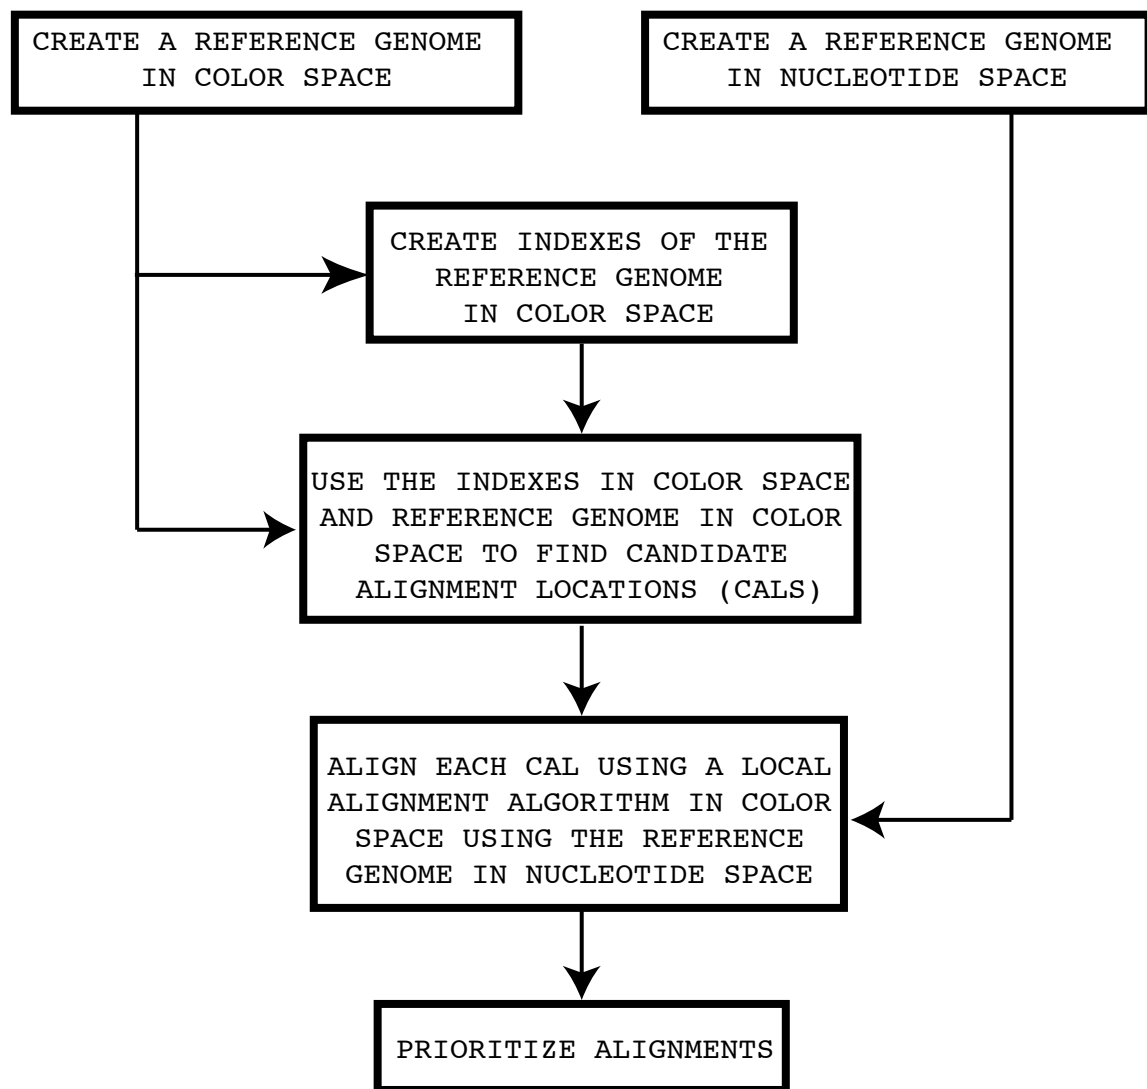 CREATE A REFERENCE GENOME
IN COLOR SPACE
CREATE A REFERENCE GENOME
IN NUCLEOTIDE SPACE
CREATE INDEXES OF THE
REFERENCE GENOME
IN COLOR SPACE
USE THE INDEXES IN COLOR SPACE
AND REFERENCE GENOME IN COLOR
SPACE TO FIND CANDIDATE
ALIGNMENT LOCATIONS (CALS)
ALIGN EACH CAL USING A LOCAL
ALIGNMENT ALGORITHM IN COLOR
SPACE USING THE REFERENCE
GENOME IN NUCLEOTIDE SPACE
PRIORITIZE ALIGNMENTS